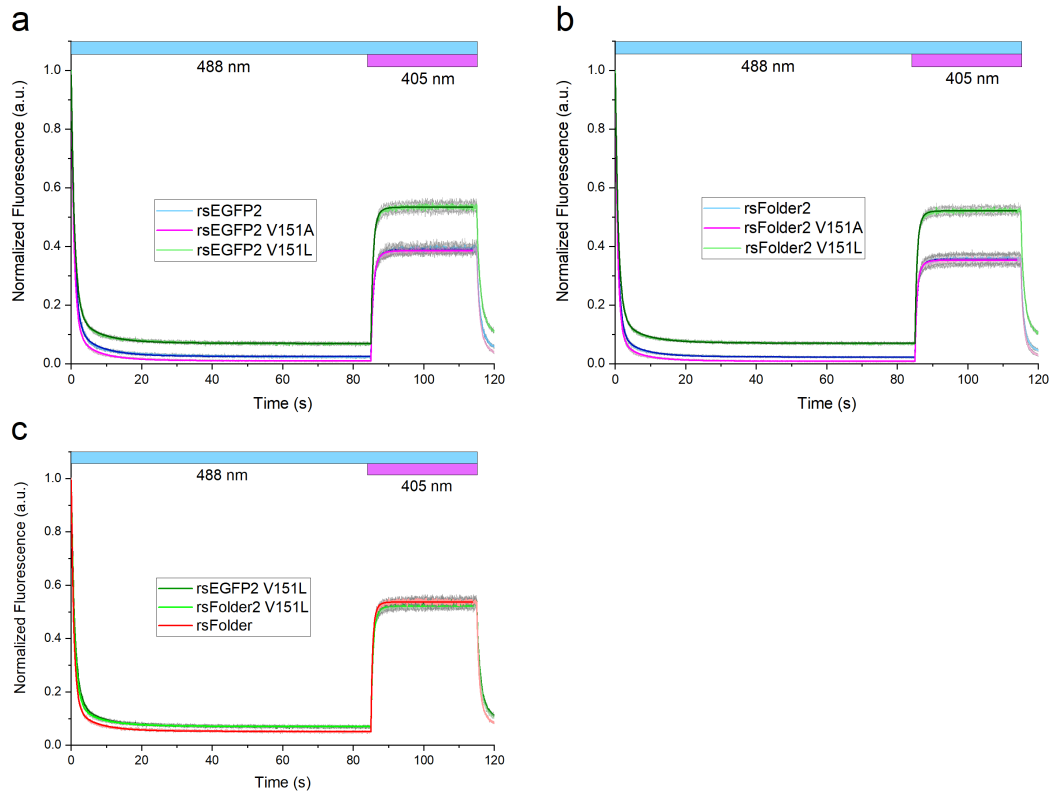 a
488 nm
405 nm
Normalized Fluorescence (a.u.)
1.0
0.8
0.6
0.4
0.2
0.0
rsEGFP2
rsEGFP2 V151A
rsEGFP2 V151L
0
20
40
60
80
100
120
Time (s)
b
488 nm
405 nm
Normalized Fluorescence (a.u.)
1.0
0.8
0.6
0.4
0.2
0.0
rsFolder2
rsFolder2 V151A
rsFolder2 V151L
0
20
40
60
80
100
120
Time (s)
c
488 nm
405 nm
Normalized Fluorescence (a.u.)
1.0
0.8
0.6
0.4
0.2
0.0
rsEGFP2 V151L
rsFolder2 V151L
rsFolder
0
20
40
60
80
100
120
Time (s)